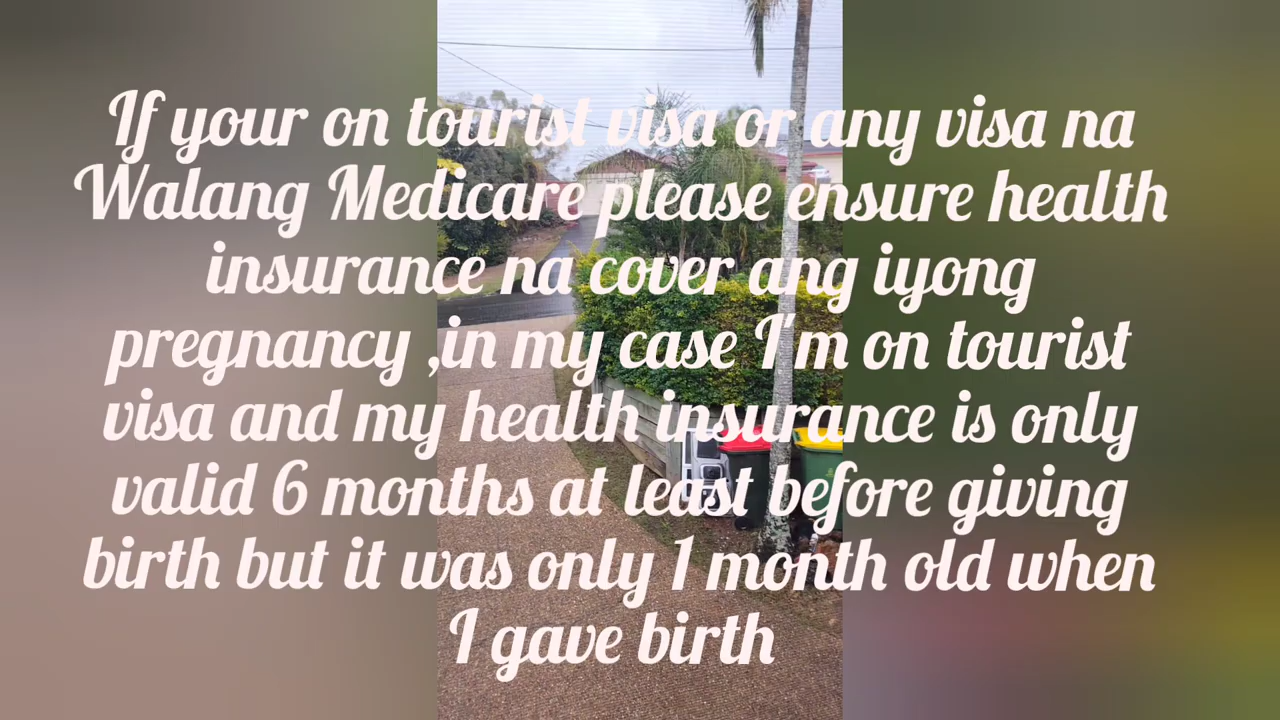 If your on tourist visa or any visa na
Walang Medicare please ensure health
insurance na cover ang iyong
pregnancy ,in my case I'm on tourist
visa and my health insurance is only
valid 6 months at least before giving
birth but it was only 1 month old when
I gave birth